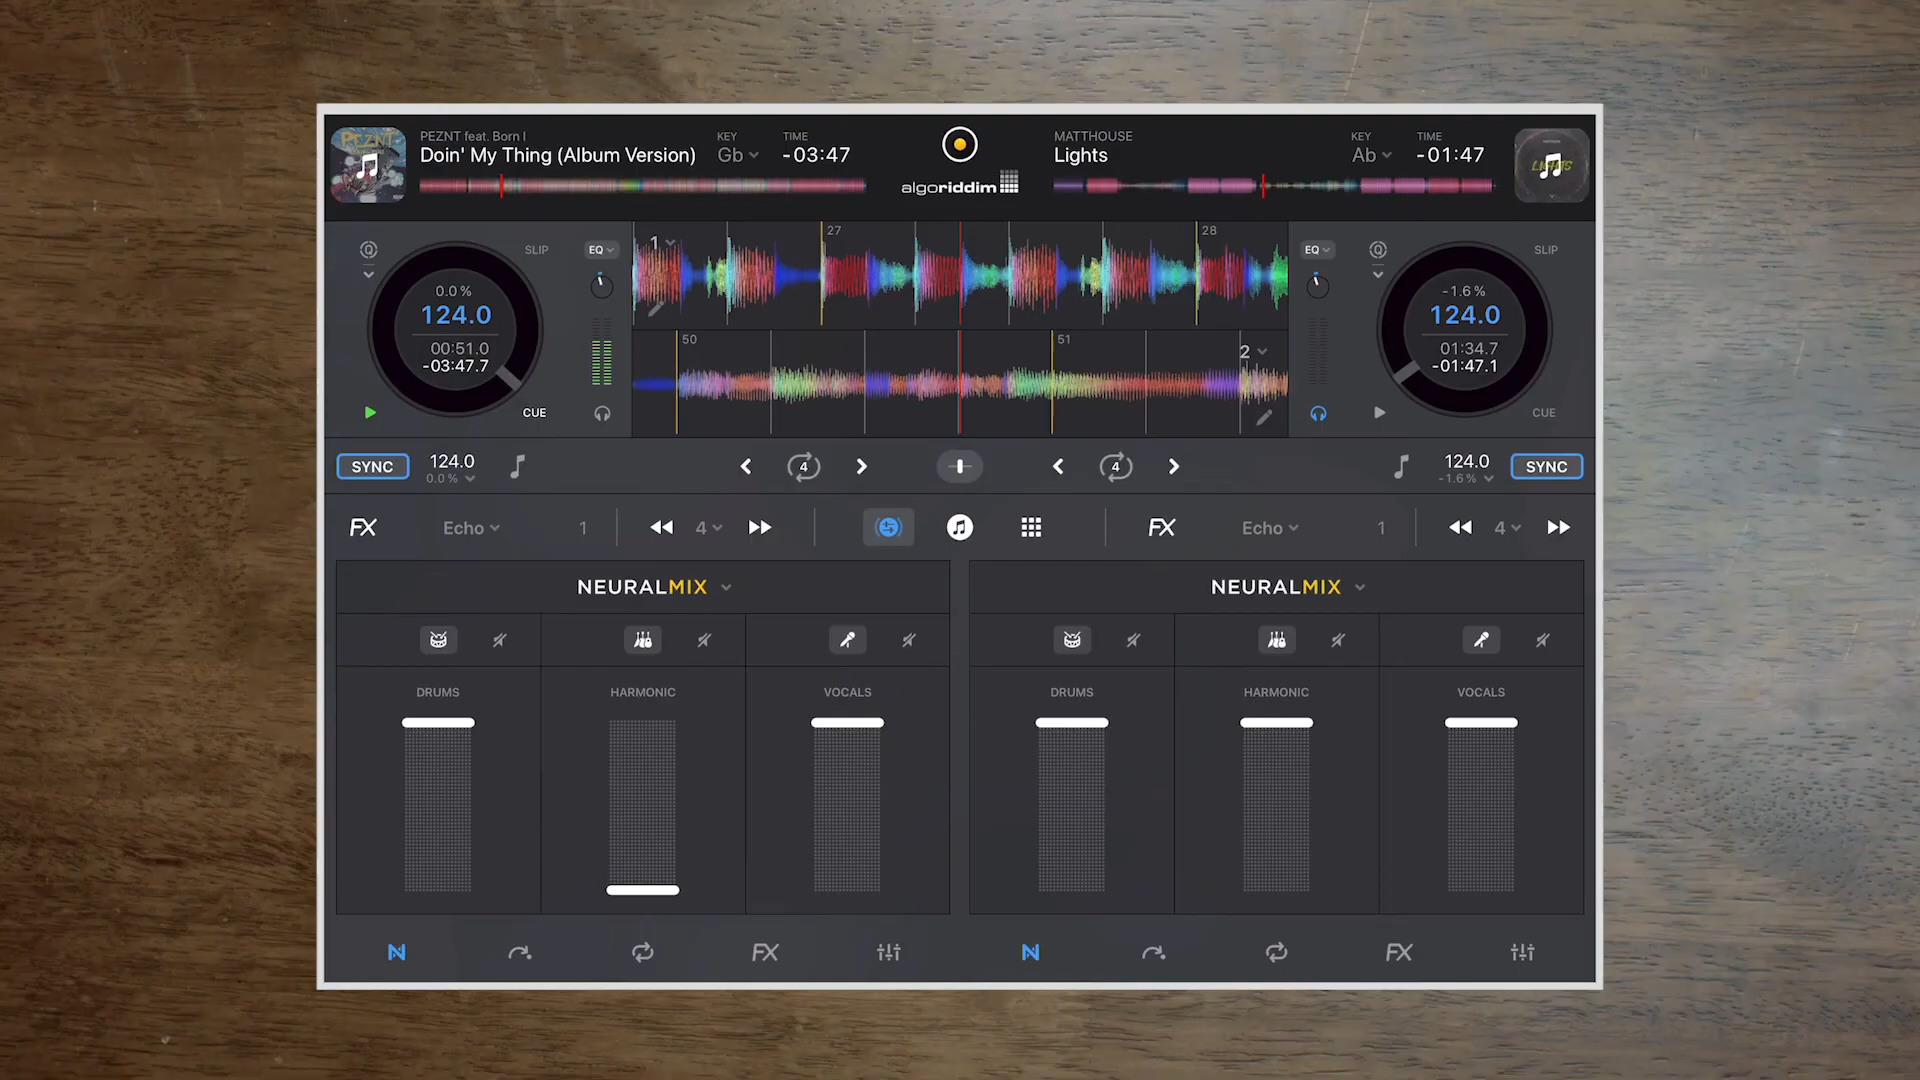 PEZNT feat. Born I
Doin' My Thing (Album Version)
KEY
Gb
TIME
-03:47
algoriddim
MATTHOUSE
Lights
KEY
Ab
TIME
-01:47
PEZNT
LIGHTS
SLIP
EQ
0.0 %
124.0
00:51.0
-03:47.7
CUE
1
27
28
50
51
2
EQ
SLIP
-1.6 %
124.0
01:34.7
-01:47.1
CUE
SYNC
124.0
0.0 %
4
4
124.0
-1.6 %
SYNC
FX
Echo
1
4
FX
Echo
1
4
NEURALMIX
NEURALMIX
DRUMS
HARMONIC
VOCALS
DRUMS
HARMONIC
VOCALS
N
FX
N
FX